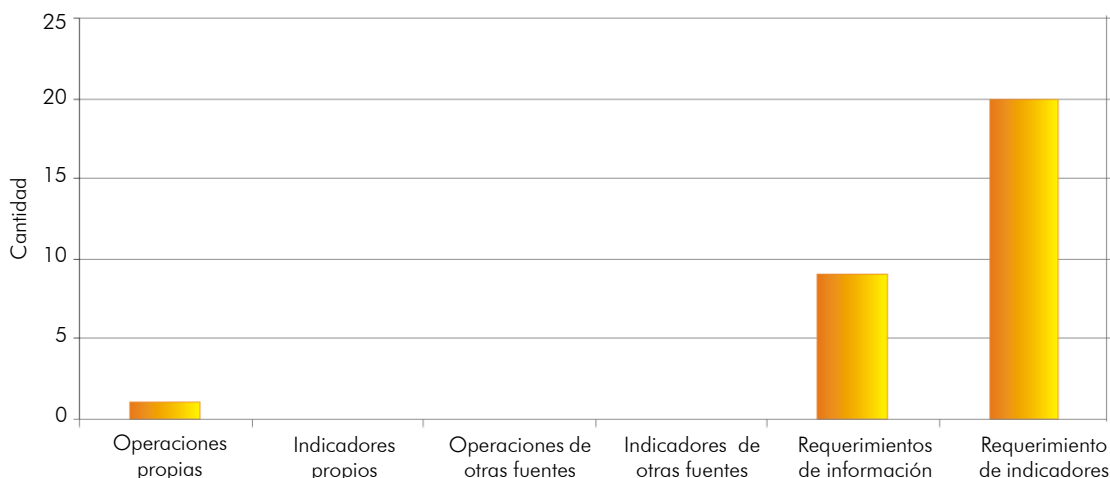 25
20
15
10
5
0
Cantidad
Operaciones
propias
Indicadores
propios
Operaciones de
otras fuentes
Indicadores de
otras fuentes
Requerimientos
de información
Requerimiento
de indicadores